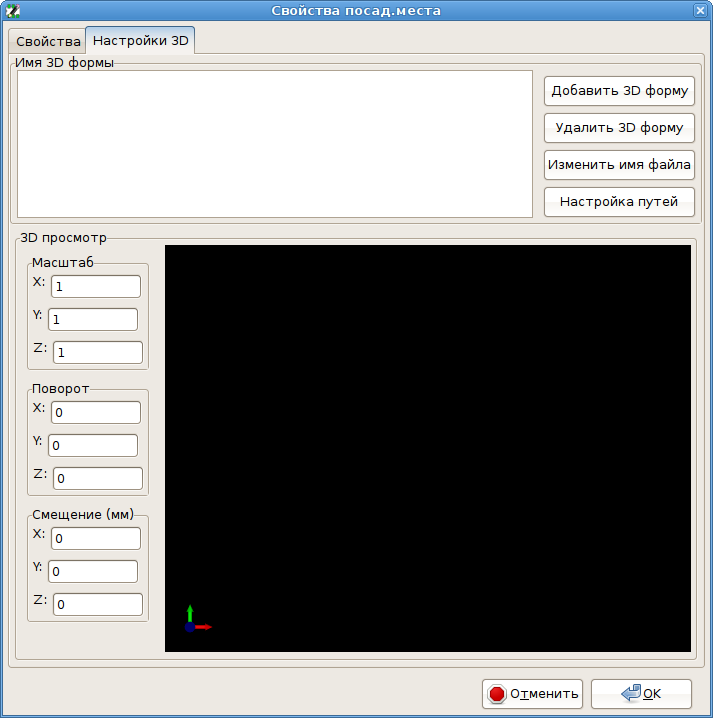 Свойства посад.места
Свойства
Настройки 3D
Имя 3D формы
Добавить 3D форму
Удалить 3D форму
Изменить имя файла
Настройка путей
3D просмотр
Масштаб
X: 1
Y: 1
Z: 1
Поворот
X: 0
Y: 0
Z: 0
Смещение (мм)
X: 0
Y: 0
Z: 0
Отменить
OK